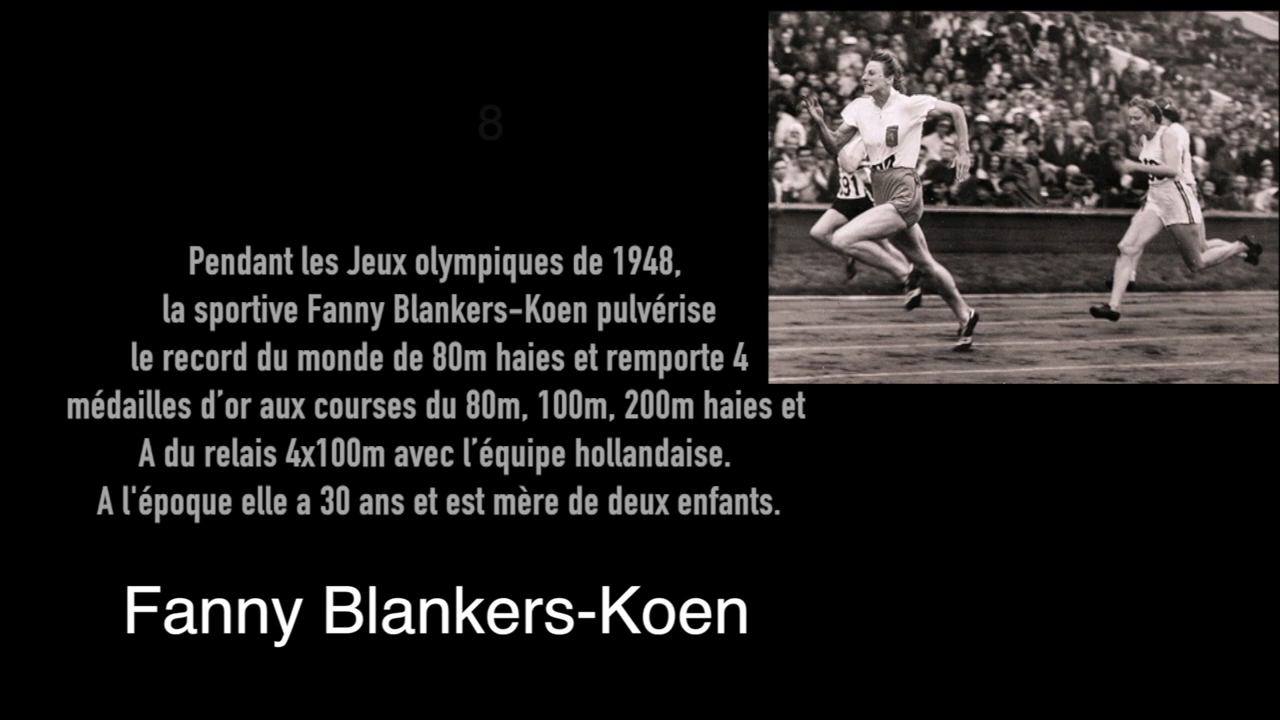 8
Pendant les Jeux olympiques de 1948,
la sportive Fanny Blankers-Koen pulvérise
le record du monde de 80m haies et remporte 4
médailles d’or aux courses du 80m, 100m, 200m haies et
A du relais 4x100m avec l’équipe hollandaise.
A l'époque elle a 30 ans et est mère de deux enfants.
Fanny Blankers-Koen
91